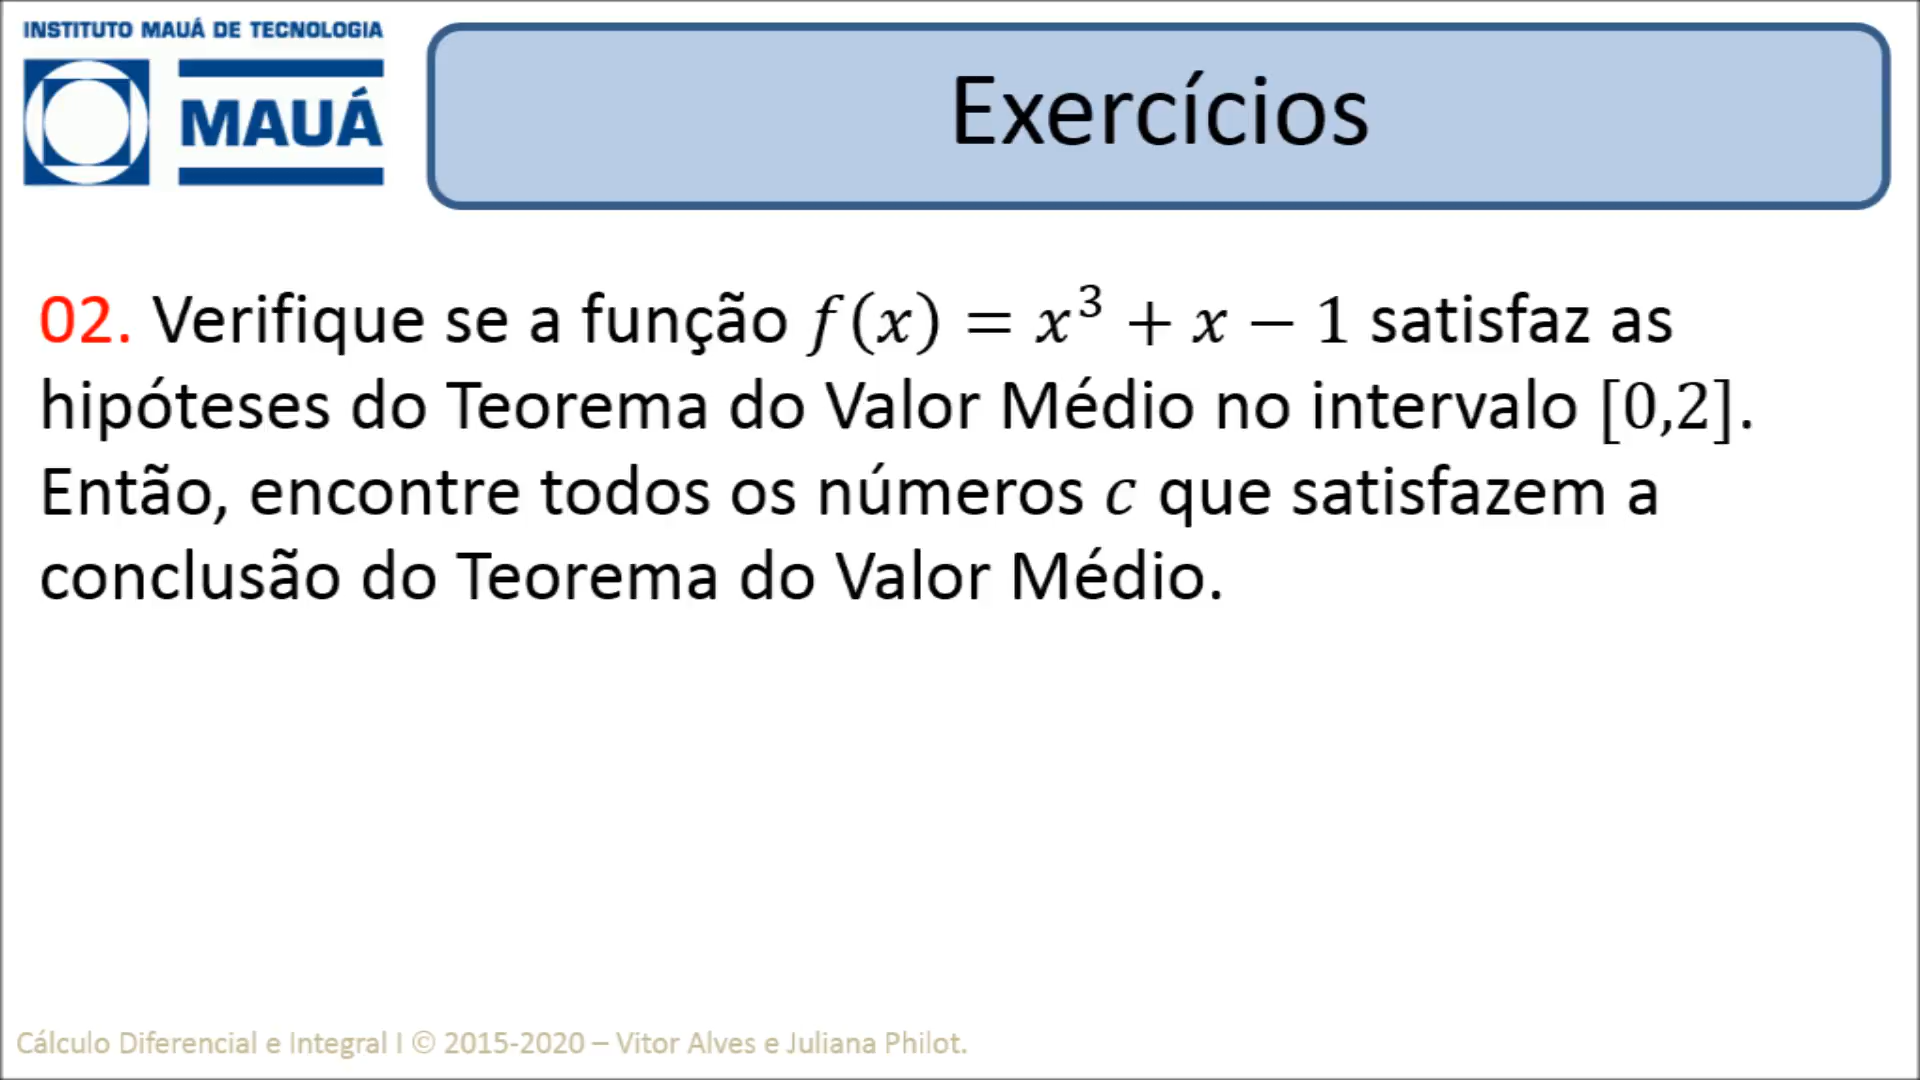 INSTITUTO MAUÁ DE TECNOLOGIA
MAUÁ
Exercícios
02. Verifique se a função f(x) = x³ + x − 1 satisfaz as
hipóteses do Teorema do Valor Médio no intervalo [0,2].
Então, encontre todos os números c que satisfazem a
conclusão do Teorema do Valor Médio.
Cálculo Diferencial e Integral I © 2015-2020 – Vitor Alves e Juliana Philot.